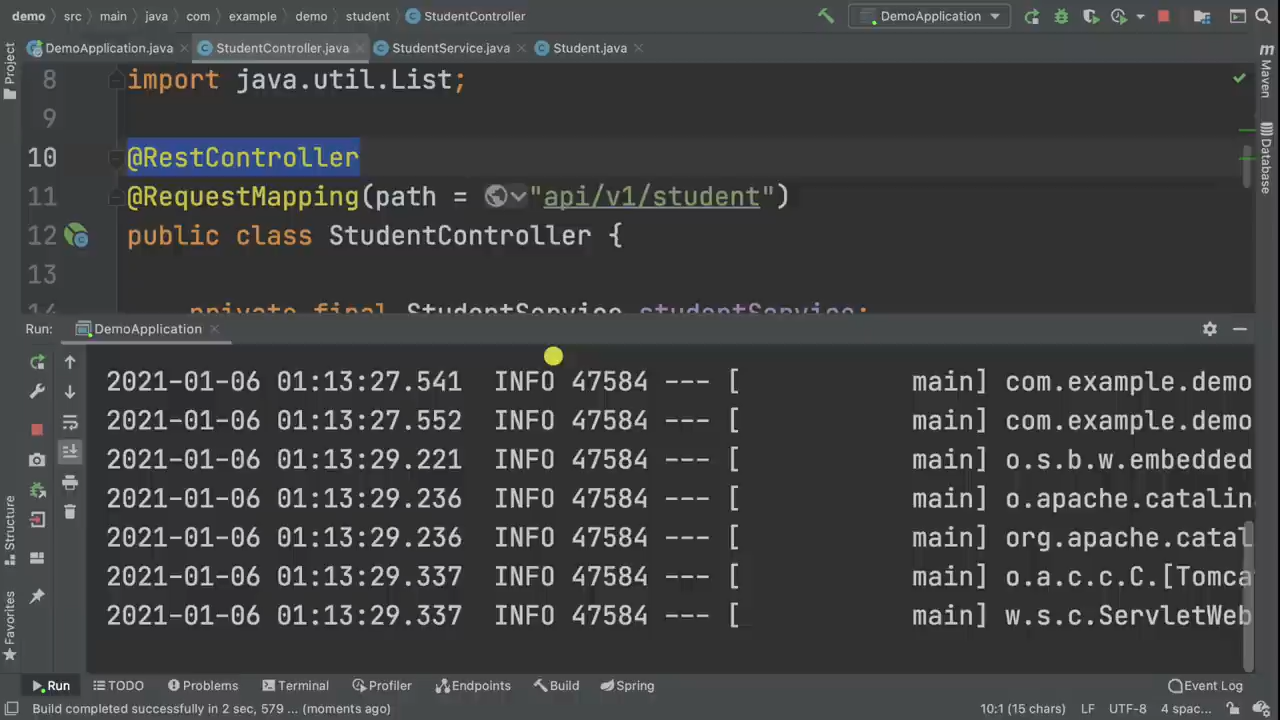 demo src main java com example demo student StudentController DemoApplication
DemoApplication.java StudentController.java StudentService.java Student.java
Project
Maven
Database
Structure
Favorites
8 import java.util.List;
9
10 @RestController
11 @RequestMapping(path = "api/v1/student")
12 public class StudentController {
13
14 private final StudentService studentService;
Run: DemoApplication
2021-01-06 01:13:27.541 INFO 47584 --- [ main] com.example.demo
2021-01-06 01:13:27.552 INFO 47584 --- [ main] com.example.demo
2021-01-06 01:13:29.221 INFO 47584 --- [ main] o.s.b.w.embedded
2021-01-06 01:13:29.236 INFO 47584 --- [ main] o.apache.catalin
2021-01-06 01:13:29.236 INFO 47584 --- [ main] org.apache.catal
2021-01-06 01:13:29.337 INFO 47584 --- [ main] o.a.c.c.C.[Tomca
2021-01-06 01:13:29.337 INFO 47584 --- [ main] w.s.c.ServletWeb
Run TODO Problems Terminal Profiler Endpoints Build Spring Event Log
Build completed successfully in 2 sec, 579 ... (moments ago) 10:1 (15 chars) LF UTF-8 4 spac...